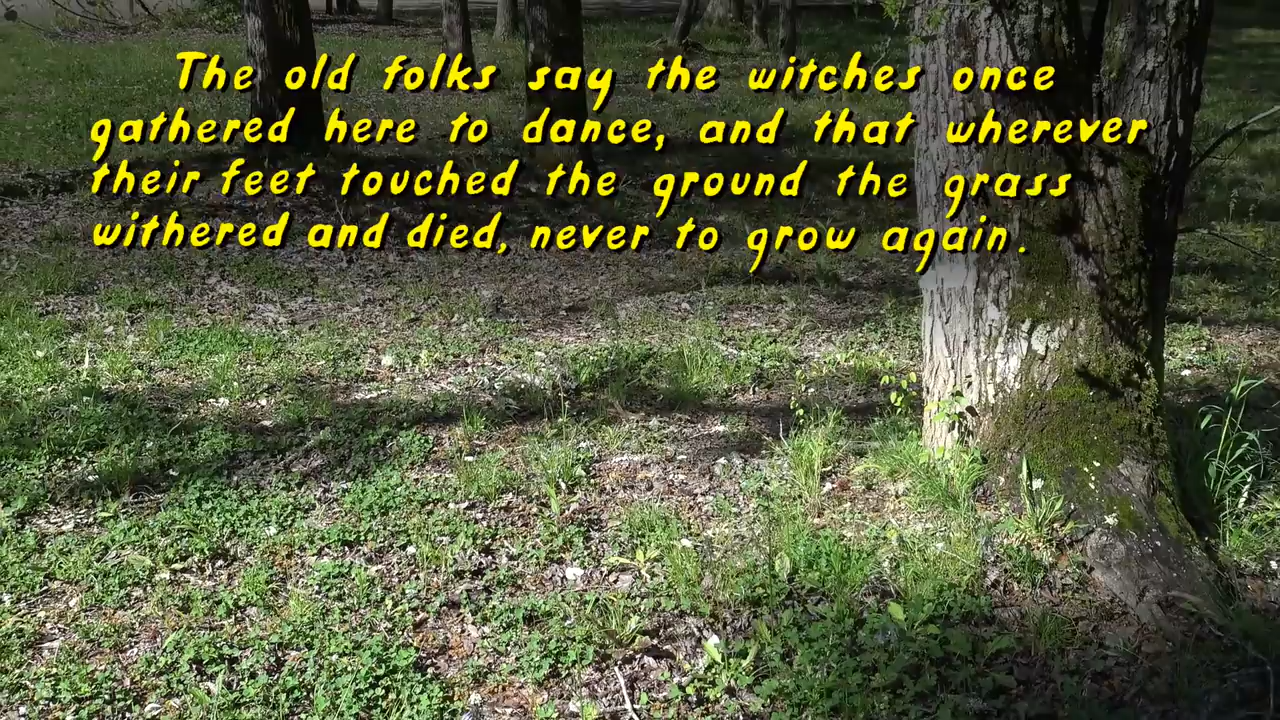 The old folks say the witches once
gathered here to dance, and that wherever
their feet touched the ground the grass
withered and died, never to grow again.